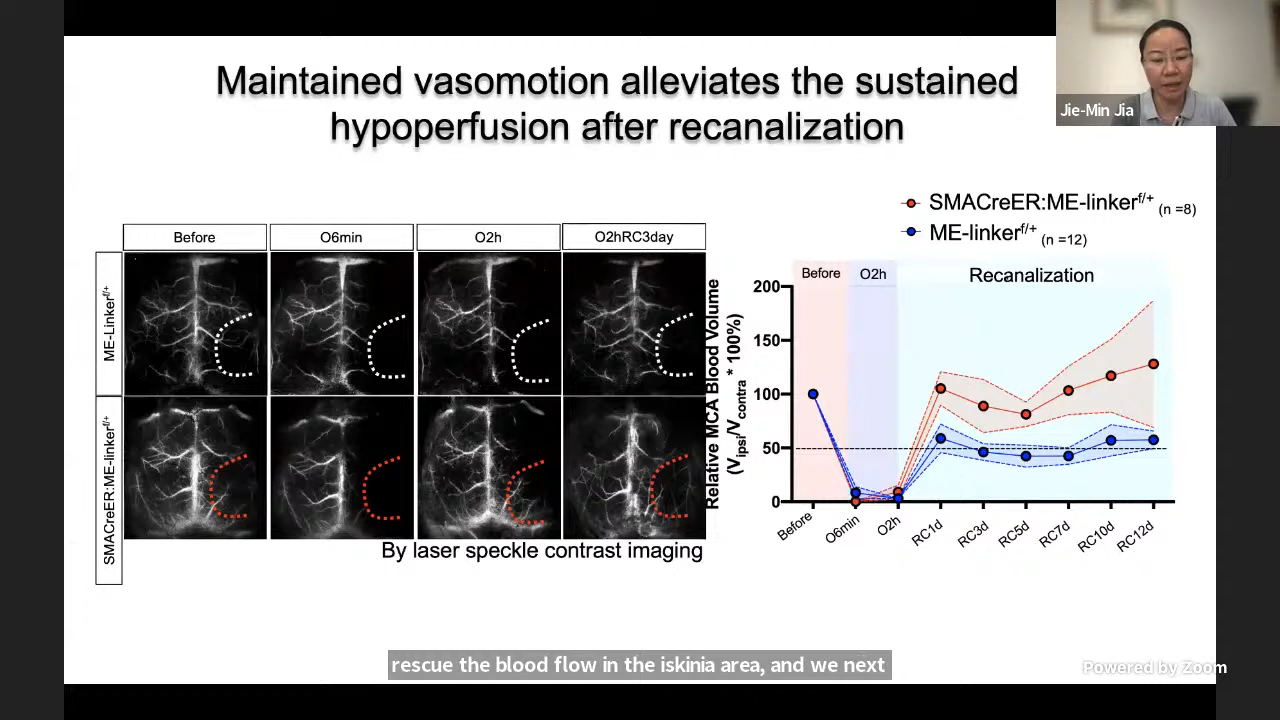 Maintained vasomotion alleviates the sustained
hypoperfusion after recanalization
Jie-Min Jia
SMACreER:ME-linkerf/+ (n =8)
ME-linkerf/+ (n =12)
Before
O6min
O2h
O2hRC3day
ME-Linkerf/+
SMACreER:ME-linkerf/+
By laser speckle contrast imaging
Relative MCA Blood Volume
(Vipsi/Vcontra * 100%)
Before
O2h
Recanalization
200
150
100
50
0
Before
O6min
O2h
RC1d
RC3d
RC5d
RC7d
RC10d
RC12d
rescue the blood flow in the iskinia area, and we next
Powered by Zoom